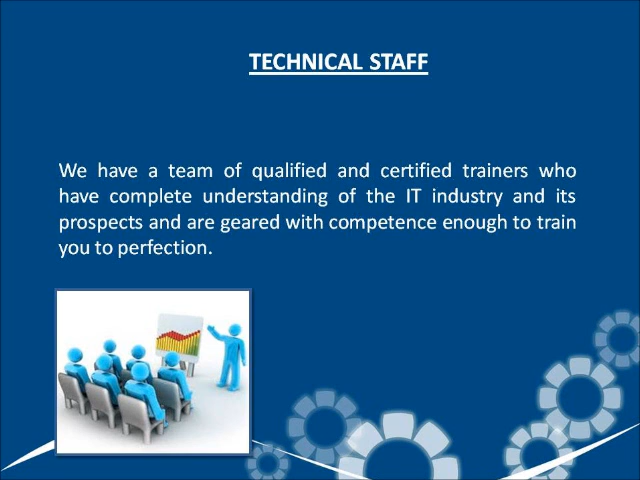 TECHNICAL STAFF
We have a team of qualified and certified trainers who
have complete understanding of the IT industry and its
prospects and are geared with competence enough to train
you to perfection.